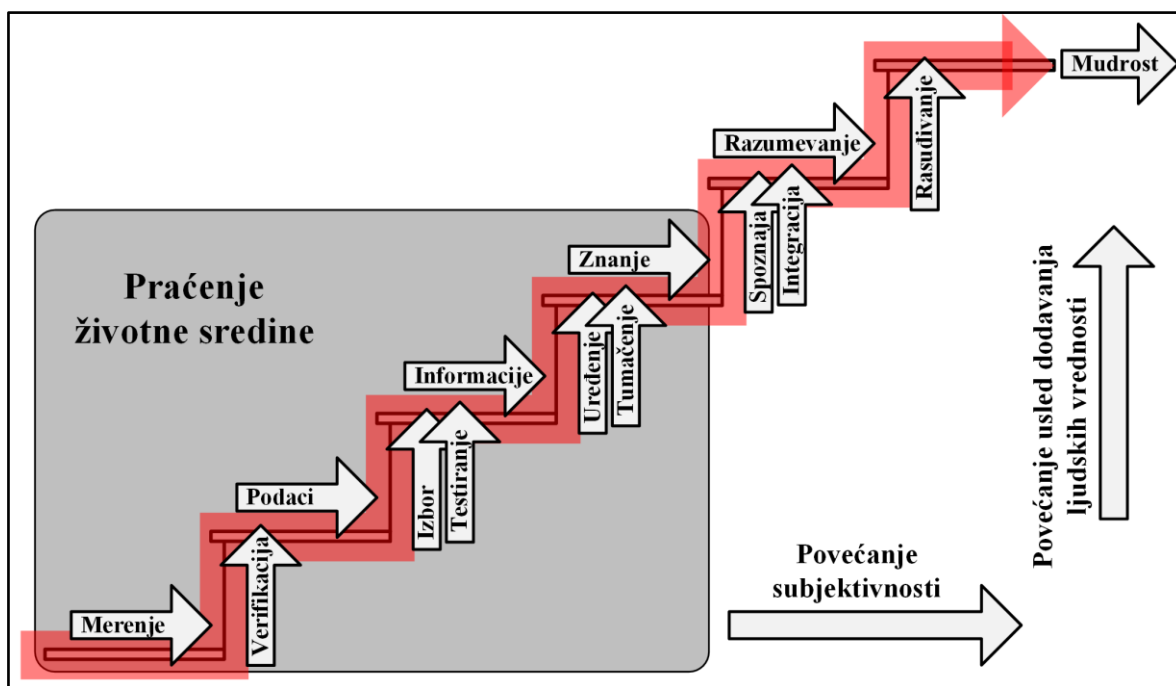 Mudrost
Razumevanje
Rasuđivanje
Znanje
Spoznaja
Integracija
Praćenje
životne sredine
Informacije
Uređenje
Tumačenje
Podaci
Izbor
Testiranje
Merenje
Verifikacija
Povećanje
subjektivnosti
Povećanje usled dodavanja
ljudskih vrednosti